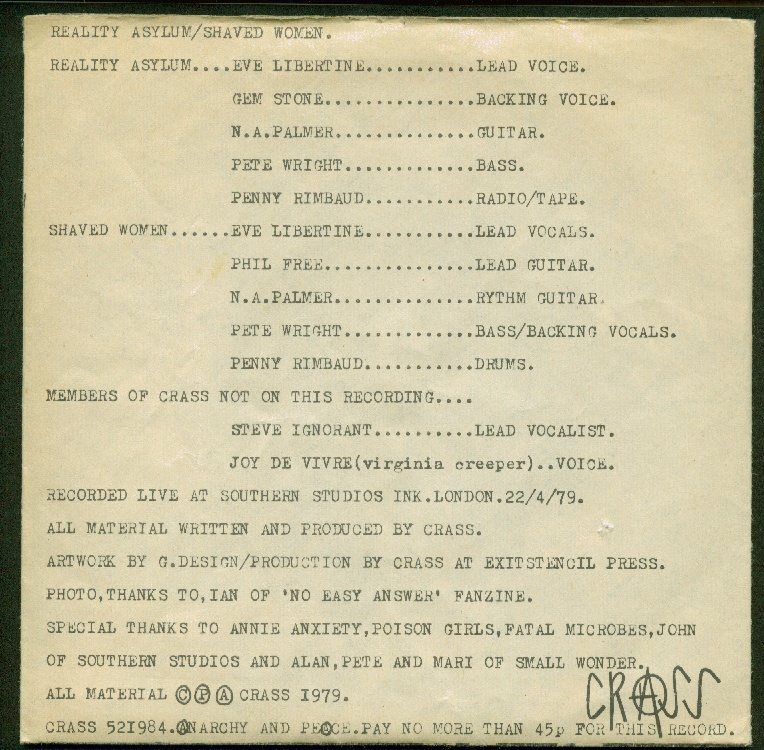 REALITY ASYLUM/SHAVED WOMEN.
REALITY ASYLUM....EVE LIBERTINE...........LEAD VOICE.
GEM STONE...............BACKING VOICE.
N.A.PALMER..............GUITAR.
PETE WRIGHT.............BASS.
PENNY RIMBAUD...........RADIO/TAPE.
SHAVED WOMEN......EVE LIBERTINE...........LEAD VOCALS.
PHIL FREE...............LEAD GUITAR.
N.A.PALMER..............RYTHM GUITAR.
PETE WRIGHT.............BASS/BACKING VOCALS.
PENNY RIMBAUD...........DRUMS.
MEMBERS OF CRASS NOT ON THIS RECORDING....
STEVE IGNORANT..........LEAD VOCALIST.
JOY DE VIVRE(virginia creeper)..VOICE.
RECORDED LIVE AT SOUTHERN STUDIOS INK.LONDON.22/4/79.
ALL MATERIAL WRITTEN AND PRODUCED BY CRASS.
ARTWORK BY G.DESIGN/PRODUCTION BY CRASS AT EXITSTENCIL PRESS.
PHOTO,THANKS TO,IAN OF 'NO EASY ANSWER' FANZINE.
SPECIAL THANKS TO ANNIE ANXIETY,POISON GIRLS,FATAL MICROBES,JOHN
OF SOUTHERN STUDIOS AND ALAN,PETE AND MARI OF SMALL WONDER.
ALL MATERIAL Ⓒ Ⓟ Ⓐ CRASS I979.
CRASS
CRASS 52I984.ⒶNARCHY AND PEACE.PAY NO MORE THAN 45p FOR THIS RECORD.